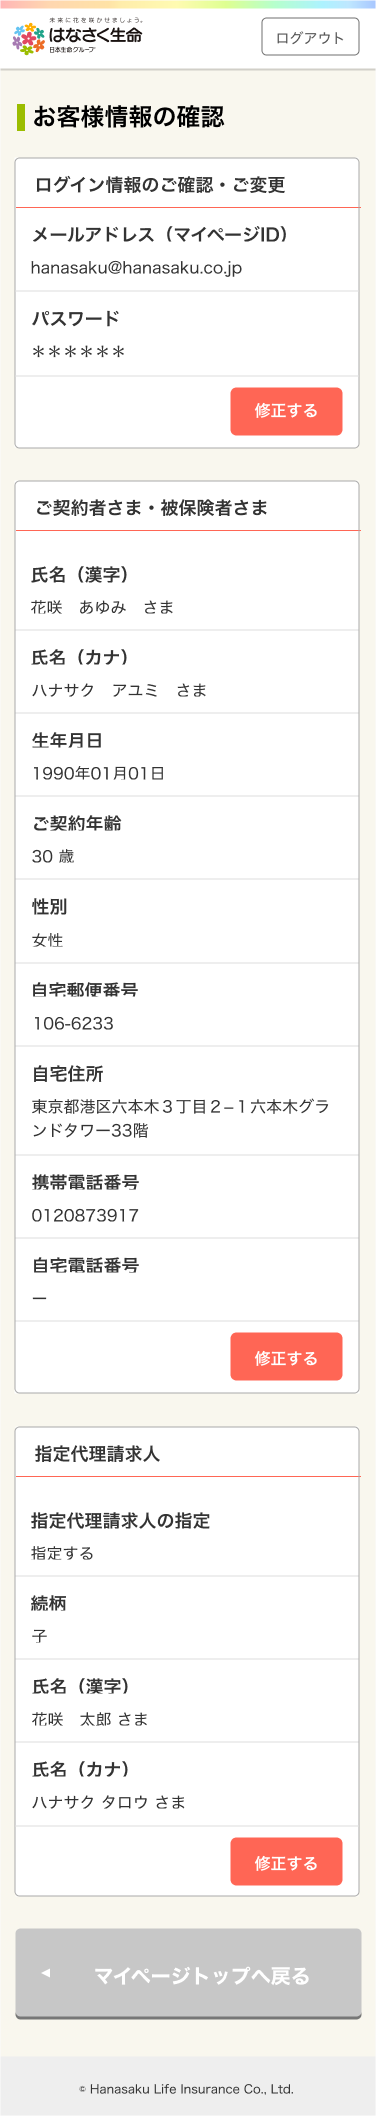 未来に花を咲かせましょう。
はなさく生命
日本生命グループ
ログアウト
お客様情報の確認
ログイン情報のご確認・ご変更
メールアドレス（マイページID）
hanasaku@hanasaku.co.jp
パスワード
＊＊＊＊＊＊
修正する
ご契約者さま・被保険者さま
氏名（漢字）
花咲　あゆみ　さま
氏名（カナ）
ハナサク　アユミ　さま
生年月日
1990年01月01日
ご契約年齢
30 歳
性別
女性
自宅郵便番号
106-6233
自宅住所
東京都港区六本木３丁目２−１六本木グラ
ンドタワー33階
携帯電話番号
0120873917
自宅電話番号
ー
修正する
指定代理請求人
指定代理請求人の指定
指定する
続柄
子
氏名（漢字）
花咲　太郎 さま
氏名（カナ）
ハナサク タロウ さま
修正する
マイページトップへ戻る
© Hanasaku Life Insurance Co., Ltd.